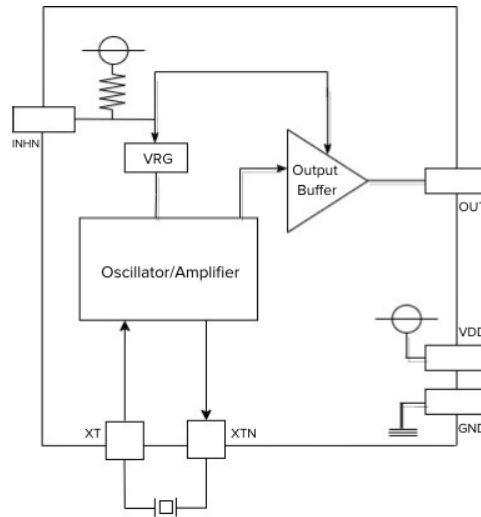 INHN
VRG
Output
Buffer
OUT
Oscillator/Amplifier
VDD
GND
XT
XTN